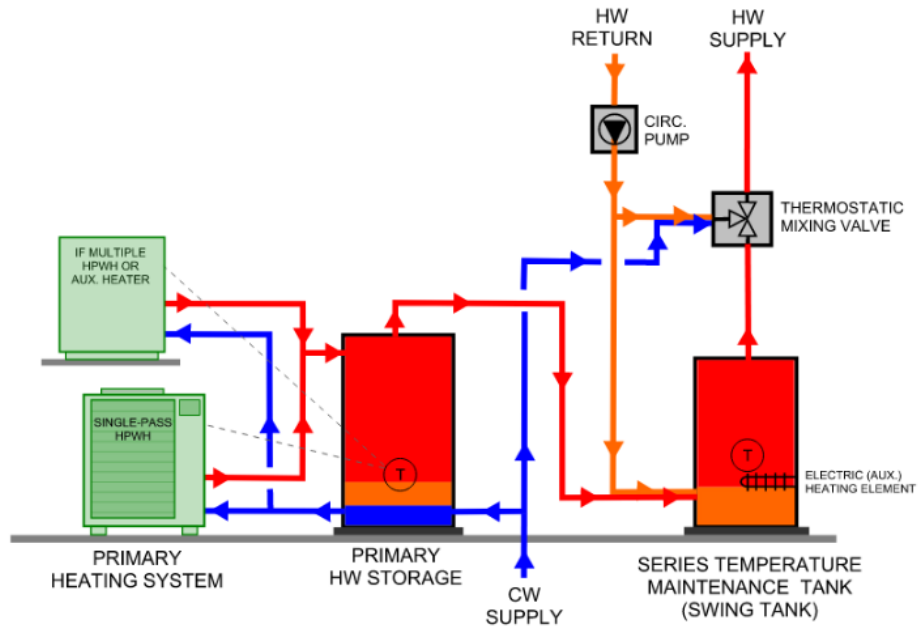 HW
RETURN
HW
SUPPLY
CIRC.
PUMP
THERMOSTATIC
MIXING VALVE
IF MULTIPLE
HPWH OR
AUX. HEATER
SINGLE-PASS
HPWH
T
T
ELECTRIC (AUX.)
HEATING ELEMENT
PRIMARY
HEATING SYSTEM
PRIMARY
HW STORAGE
CW
SUPPLY
SERIES TEMPERATURE
MAINTENANCE TANK
(SWING TANK)